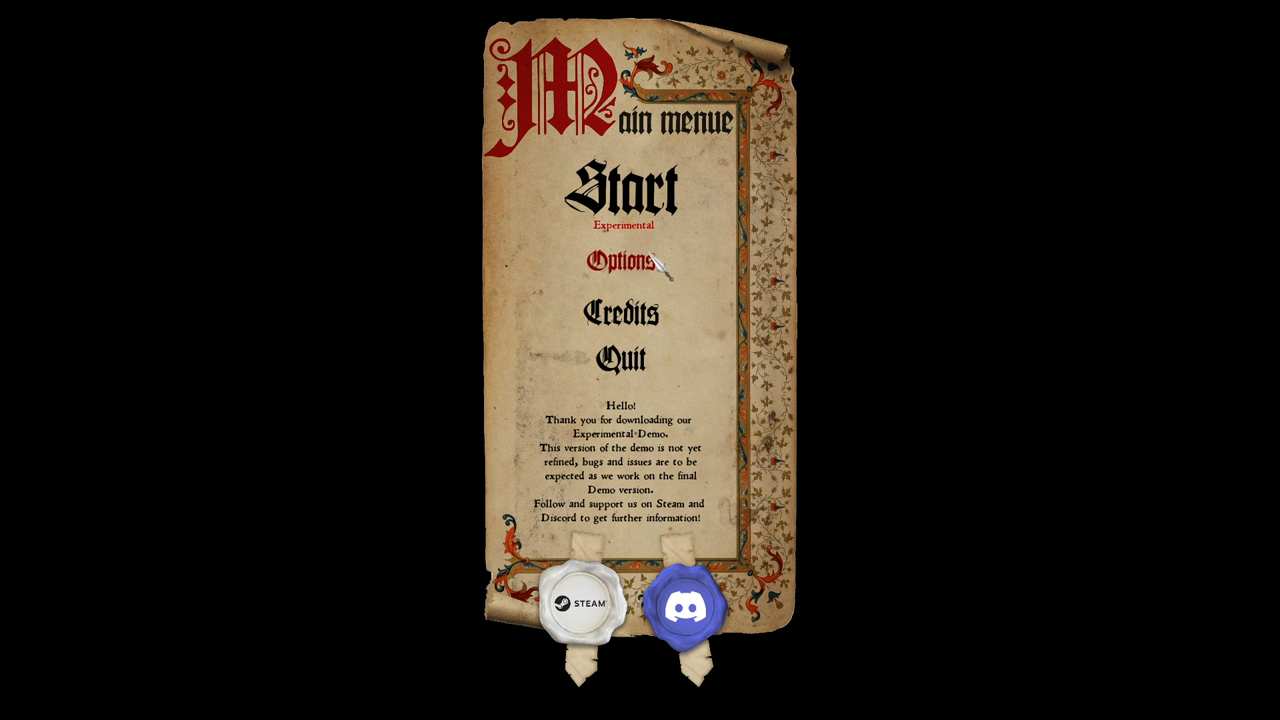 Main menue
Start
Experimental
Options
Credits
Quit
Hello!
Thank you for downloading our
Experimental Demo.
This version of the demo is not yet
refined, bugs and issues are to be
expected as we work on the final
Demo version.
Follow and support us on Steam and
Discord to get further information!
STEAM